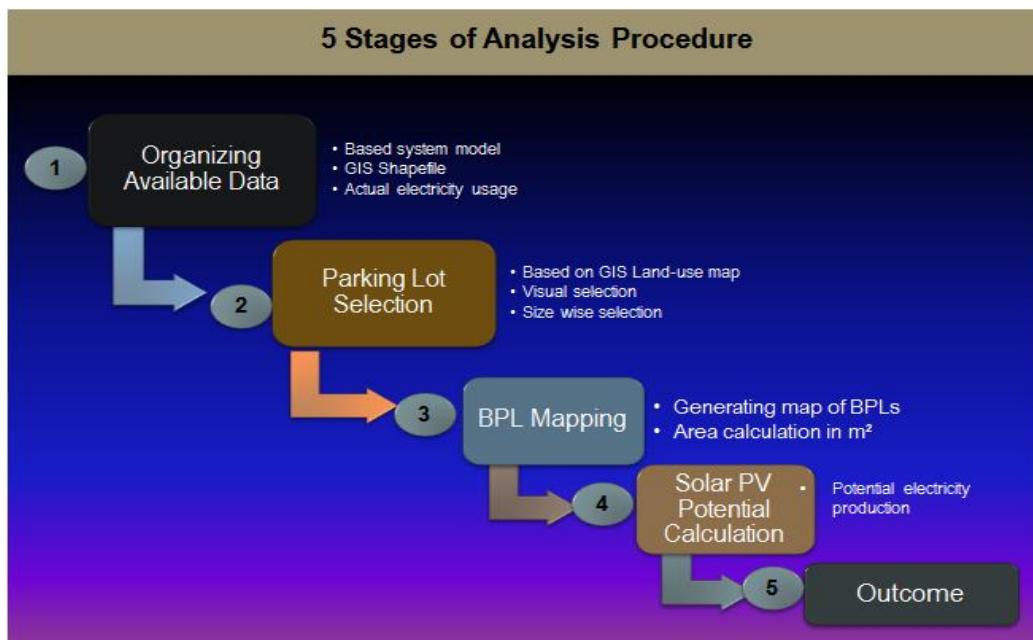 5 Stages of Analysis Procedure
1
Organizing
Available Data
• Based system model
• GIS Shapefile
• Actual electricity usage
2
Parking Lot
Selection
• Based on GIS Land-use map
• Visual selection
• Size wise selection
3
BPL Mapping
• Generating map of BPLs
• Area calculation in m²
4
Solar PV
Potential
Calculation
• Potential electricity
production
5
Outcome